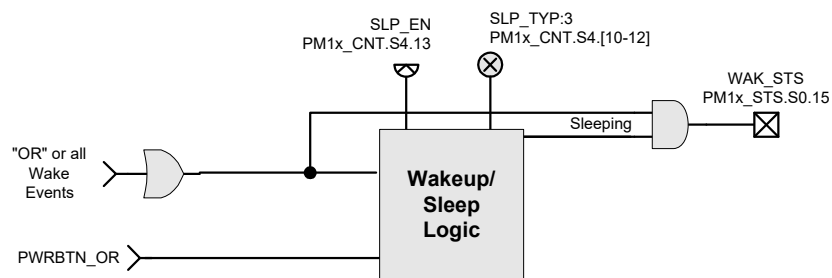 SLP_EN
PM1x_CNT.S4.13
SLP_TYP:3
PM1x_CNT.S4.[10-12]
WAK_STS
PM1x_STS.S0.15
Sleeping
"OR" or all
Wake
Events
Wakeup/
Sleep
Logic
PWRBTN_OR